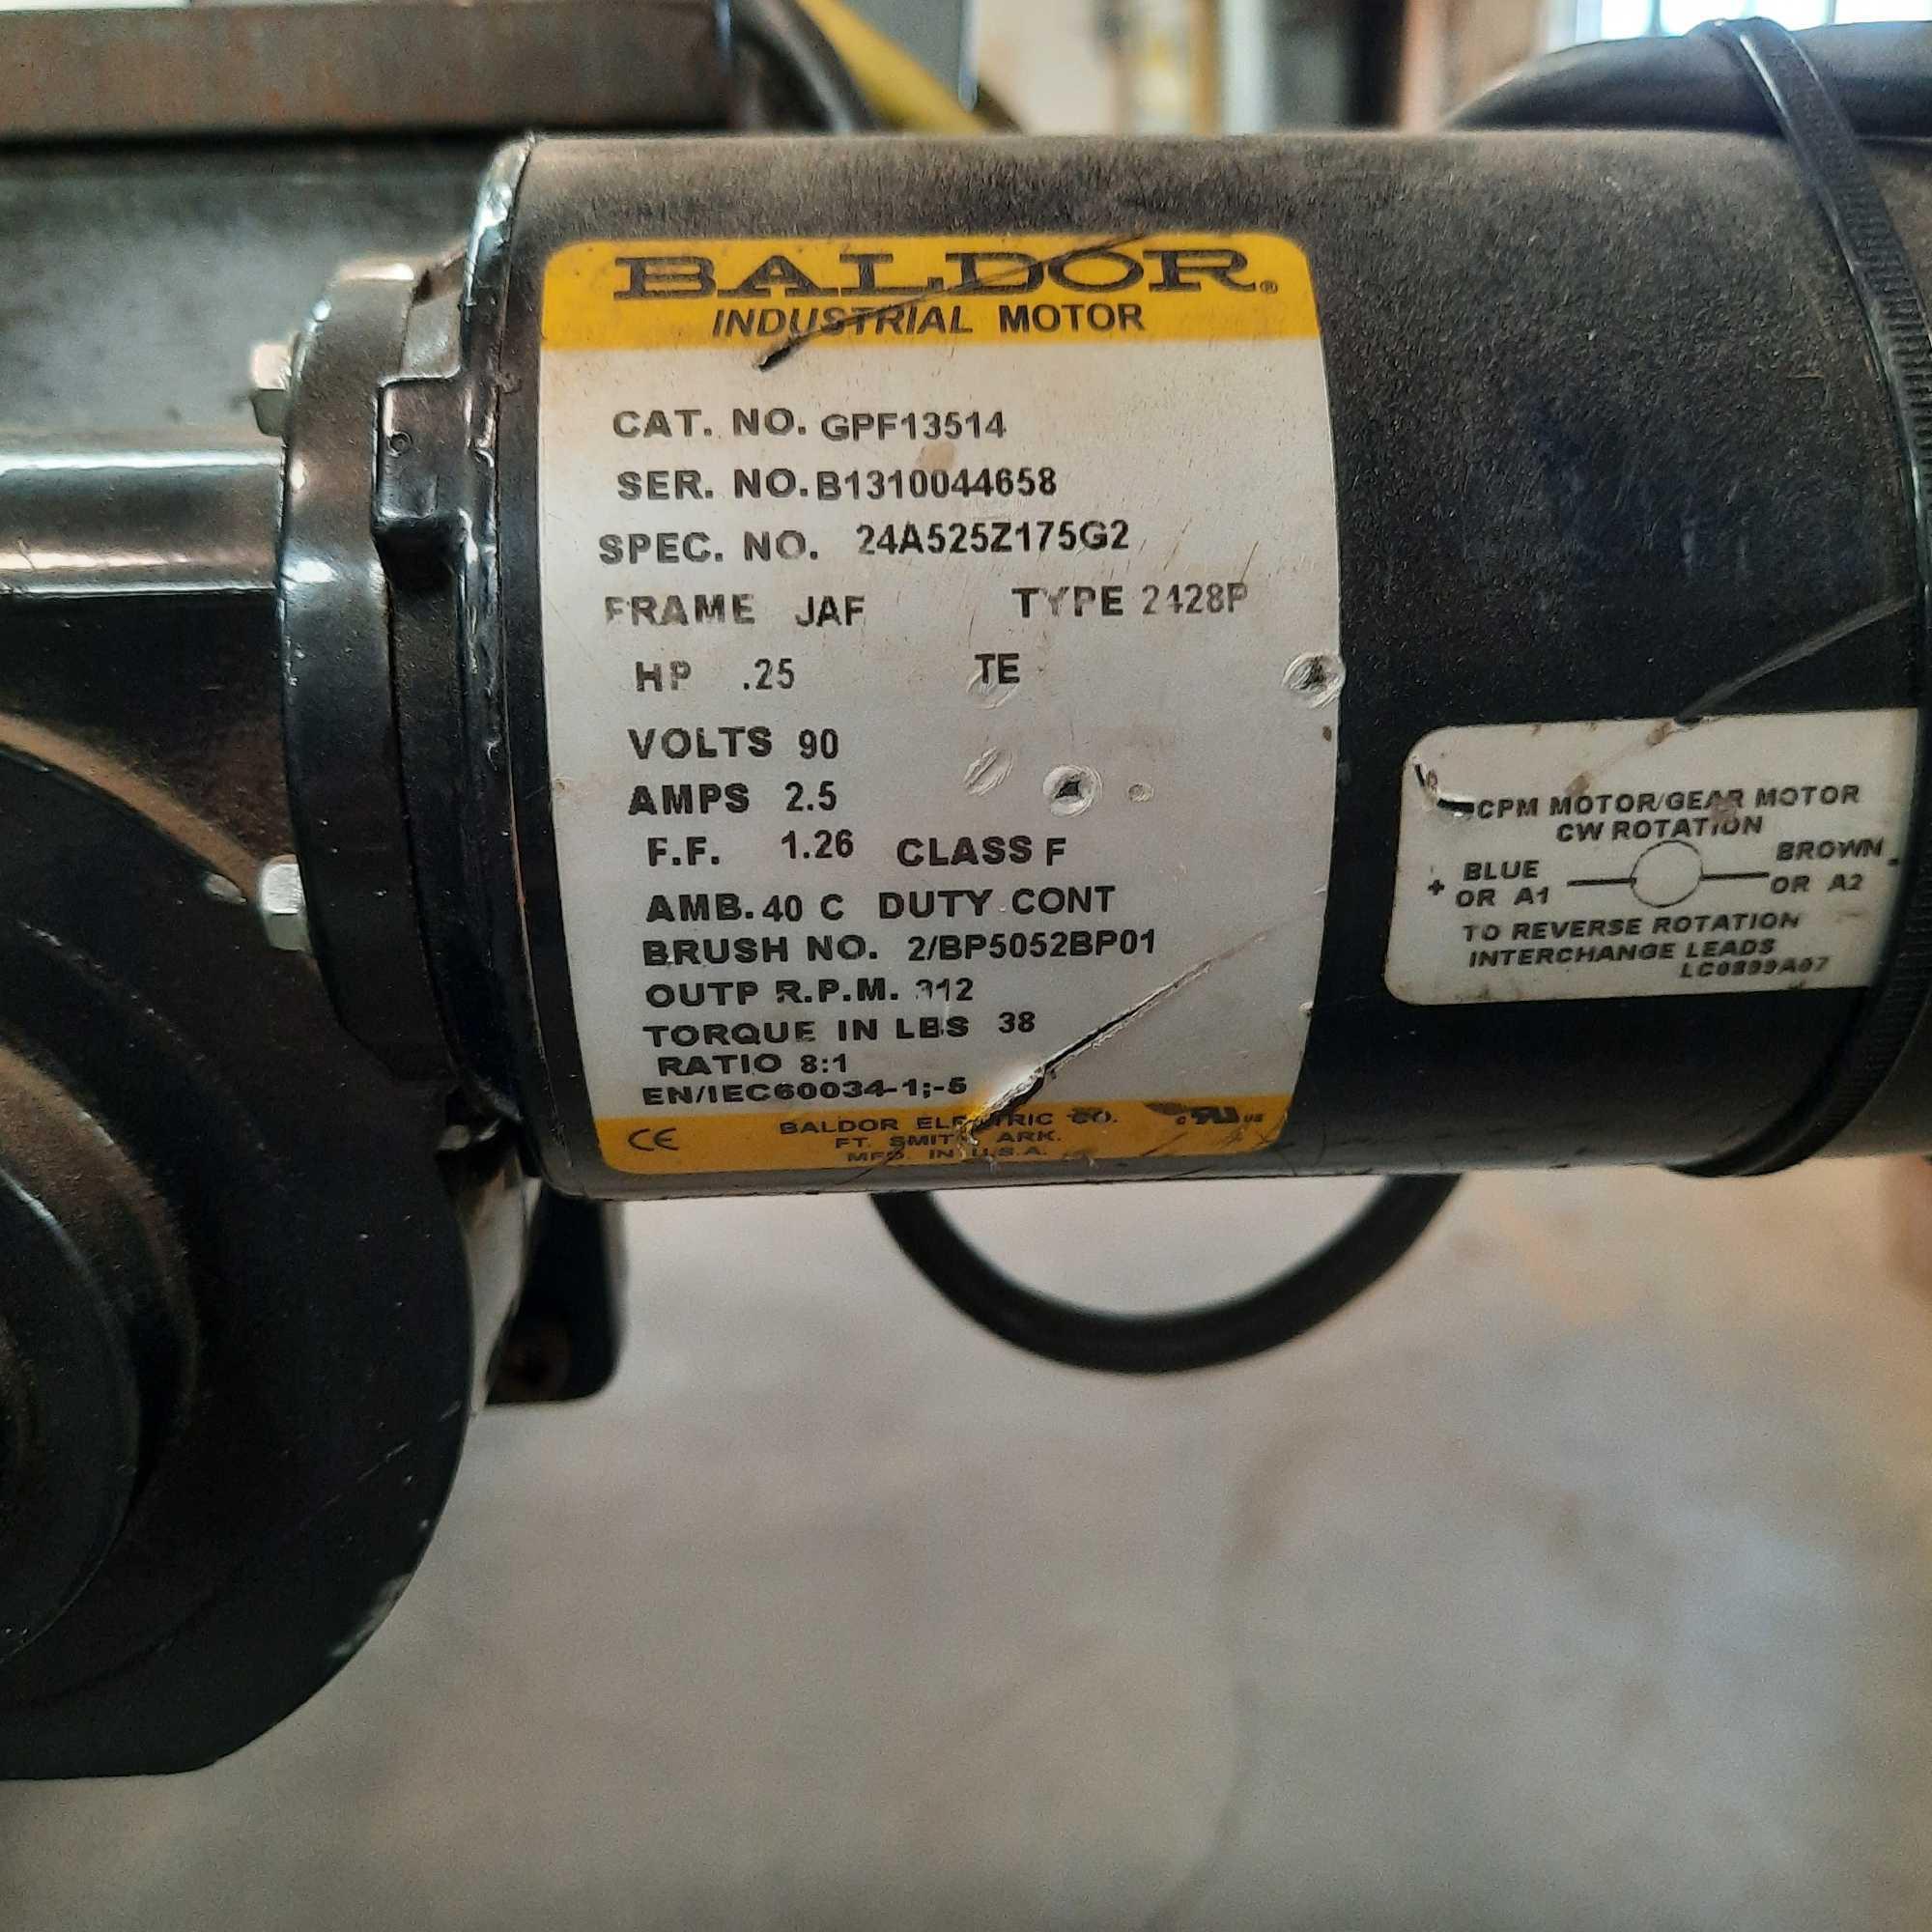 BALDOR®
INDUSTRIAL MOTOR
CAT. NO. GPF13514
SER. NO. B1310044658
SPEC. NO. 24A525Z175G2
FRAME JAF TYPE 2428P
HP .25 TE
VOLTS 90
AMPS 2.5
F.F. 1.26 CLASS F
AMB. 40 C DUTY CONT
BRUSH NO. 2/BP5052BP01
OUTP R.P.M. 312
TORQUE IN LBS 38
RATIO 8:1
EN/IEC60034-1;-5
CE BALDOR ELECTRIC CO. c RU US
FT. SMITH ARK.
MFD. IN U.S.A.
CPM MOTOR/GEAR MOTOR
CW ROTATION
+ BLUE OR A1
BROWN - OR A2
TO REVERSE ROTATION
INTERCHANGE LEADS
LC0899A07